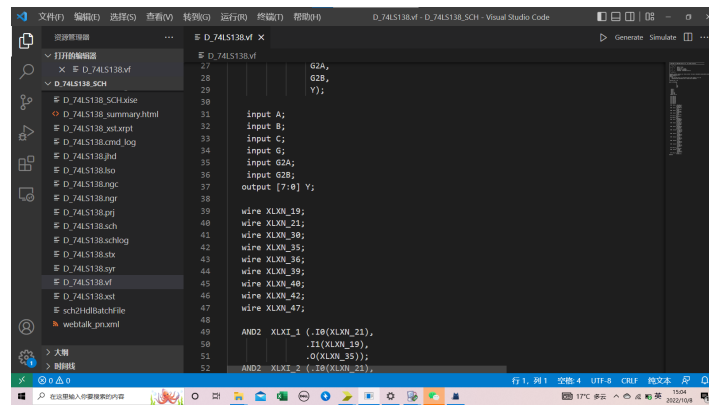 文件(F) 编辑(E) 选择(S) 查看(V) 转到(G) 运行(R) 终端(T) 帮助(H) D_74LS138.vf - D_74LS138_SCH - Visual Studio Code
资源管理器
打开的编辑器
D_74LS138.vf
D_74LS138_SCH
D_74LS138_SCH.xise
D_74LS138_summary.html
D_74LS138_xst.xrpt
D_74LS138.cmd_log
D_74LS138.jhd
D_74LS138.lso
D_74LS138.ngc
D_74LS138.ngr
D_74LS138.prj
D_74LS138.sch
D_74LS138.schlog
D_74LS138.stx
D_74LS138.syr
D_74LS138.vf
D_74LS138.xst
sch2HdlBatchFile
webtalk_pn.xml
大纲
时间线
D_74LS138.vf
Generate Simulate
D_74LS138.vf
27 G2A,
28 G2B,
29 Y);
30
31 input A;
32 input B;
33 input C;
34 input G;
35 input G2A;
36 input G2B;
37 output [7:0] Y;
38
39 wire XLXN_19;
40 wire XLXN_21;
41 wire XLXN_30;
42 wire XLXN_35;
43 wire XLXN_36;
44 wire XLXN_39;
45 wire XLXN_40;
46 wire XLXN_42;
47 wire XLXN_47;
48
49 AND2 XLXI_1 (.I0(XLXN_21),
50 .I1(XLXN_19),
51 .O(XLXN_35));
52 AND2 XLXI_2 (.I0(XLXN_21),
0 0 行 1，列 1 空格: 4 UTF-8 CRLF 纯文本
1
在这里输入你要搜索的内容
17°C 多云 英 15:04
2022/10/8